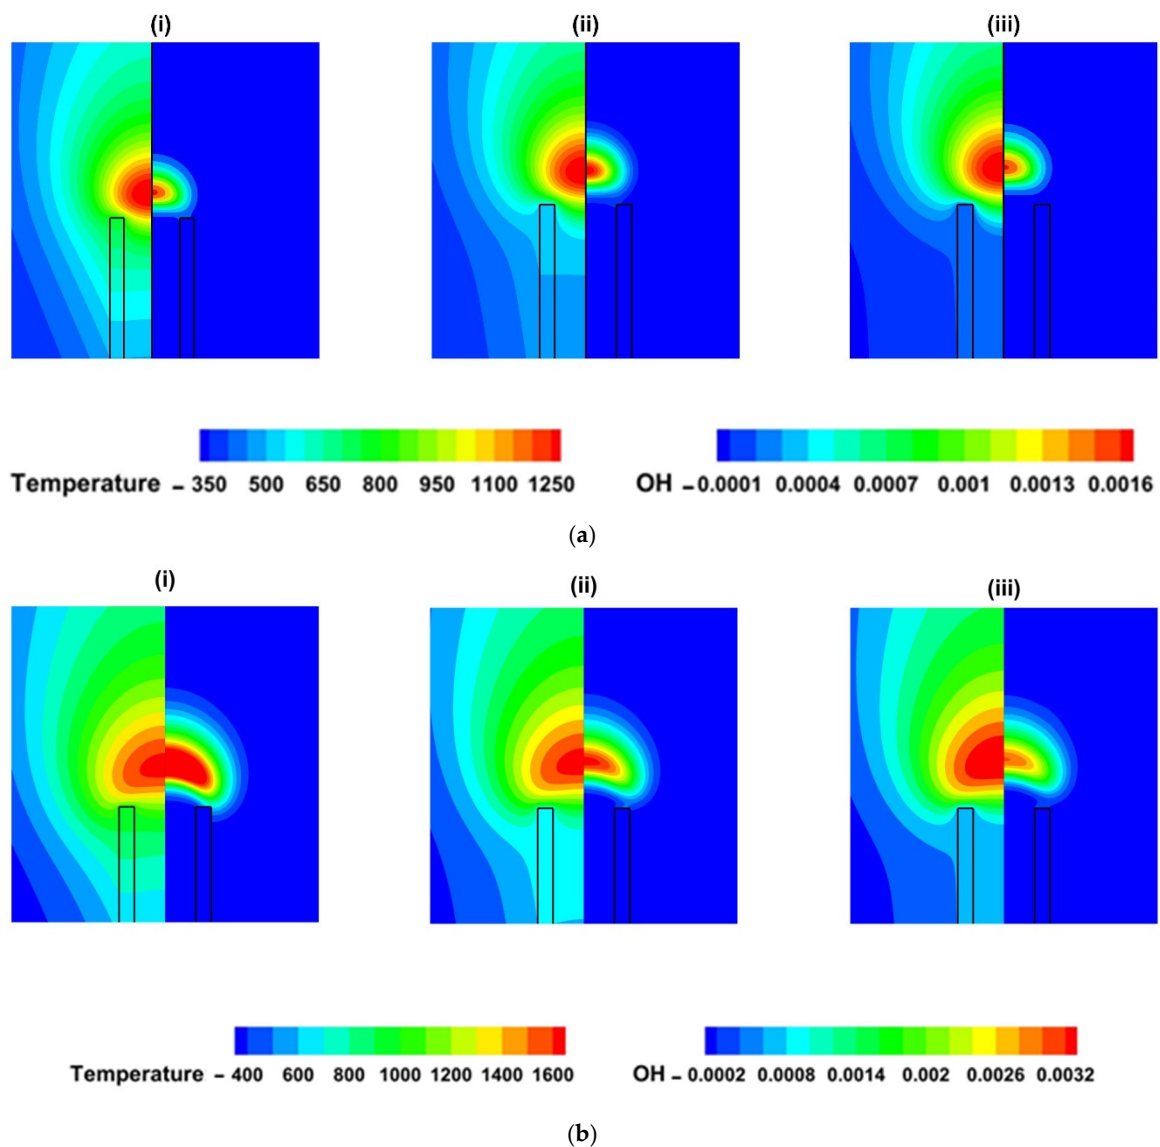 (i) (ii) (iii)
Temperature – 350 500 650 800 950 1100 1250 OH – 0.0001 0.0004 0.0007 0.001 0.0013 0.0016
(a)
(i) (ii) (iii)
Temperature – 400 600 800 1000 1200 1400 1600 OH – 0.0002 0.0008 0.0014 0.002 0.0026 0.0032
(b)